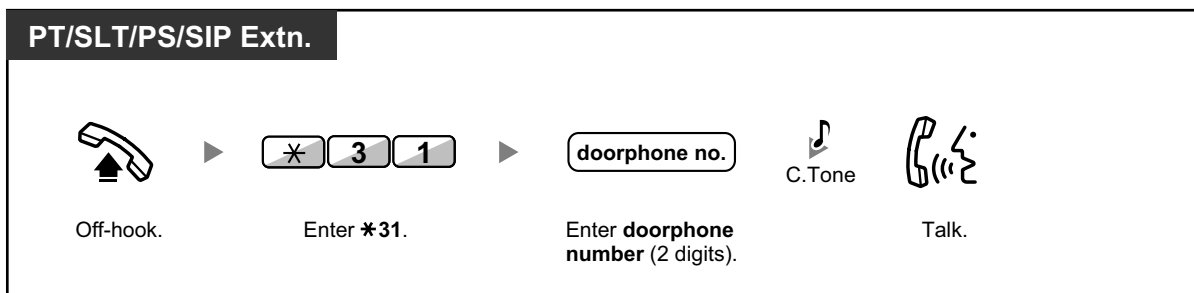 PT/SLT/PS/SIP Extn.
✳ 3 1
doorphone no.
C.Tone
Off-hook.
Enter ✳31.
Enter doorphone
number (2 digits).
Talk.